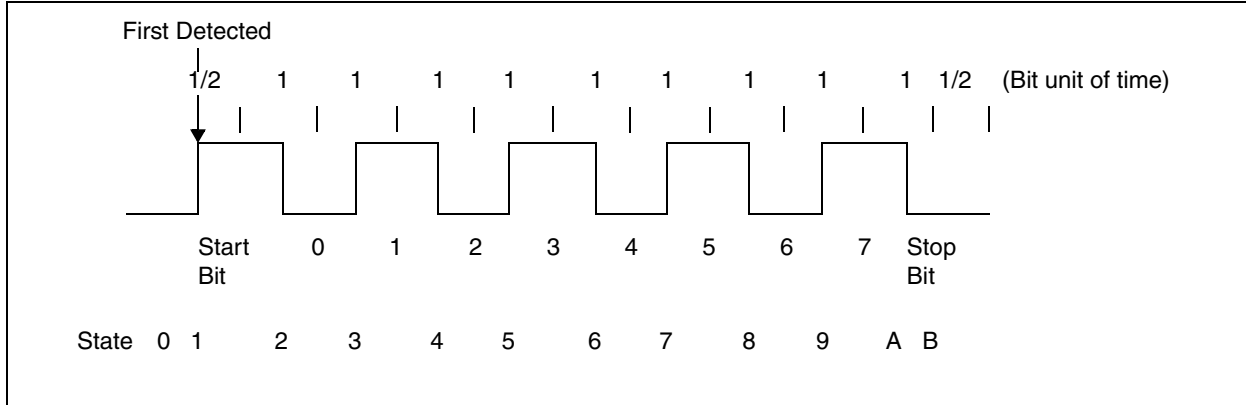 First Detected
1/2 1 1 1 1 1 1 1 1 1 1/2 (Bit unit of time)
Start Bit 0 1 2 3 4 5 6 7 Stop Bit
State 0 1 2 3 4 5 6 7 8 9 A B